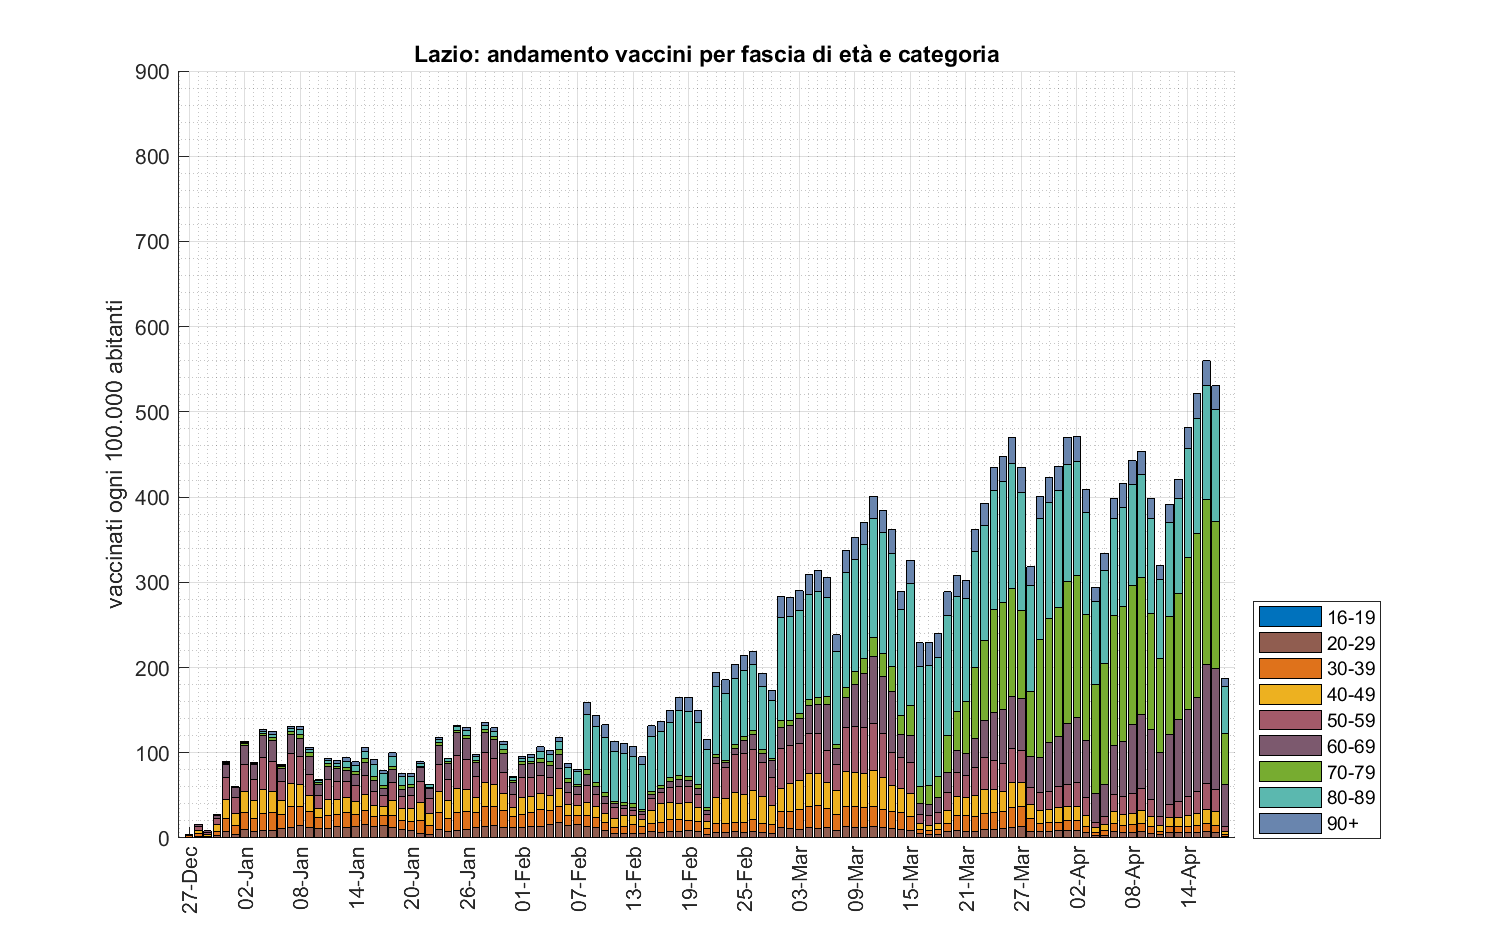 Lazio: andamento vaccini per fascia di età e categoria
vaccinati ogni 100.000 abitanti
900
800
700
600
500
400
300
200
100
0
27-Dec
02-Jan
08-Jan
14-Jan
20-Jan
26-Jan
01-Feb
07-Feb
13-Feb
19-Feb
25-Feb
03-Mar
09-Mar
15-Mar
21-Mar
27-Mar
02-Apr
08-Apr
14-Apr
16-19
20-29
30-39
40-49
50-59
60-69
70-79
80-89
90+